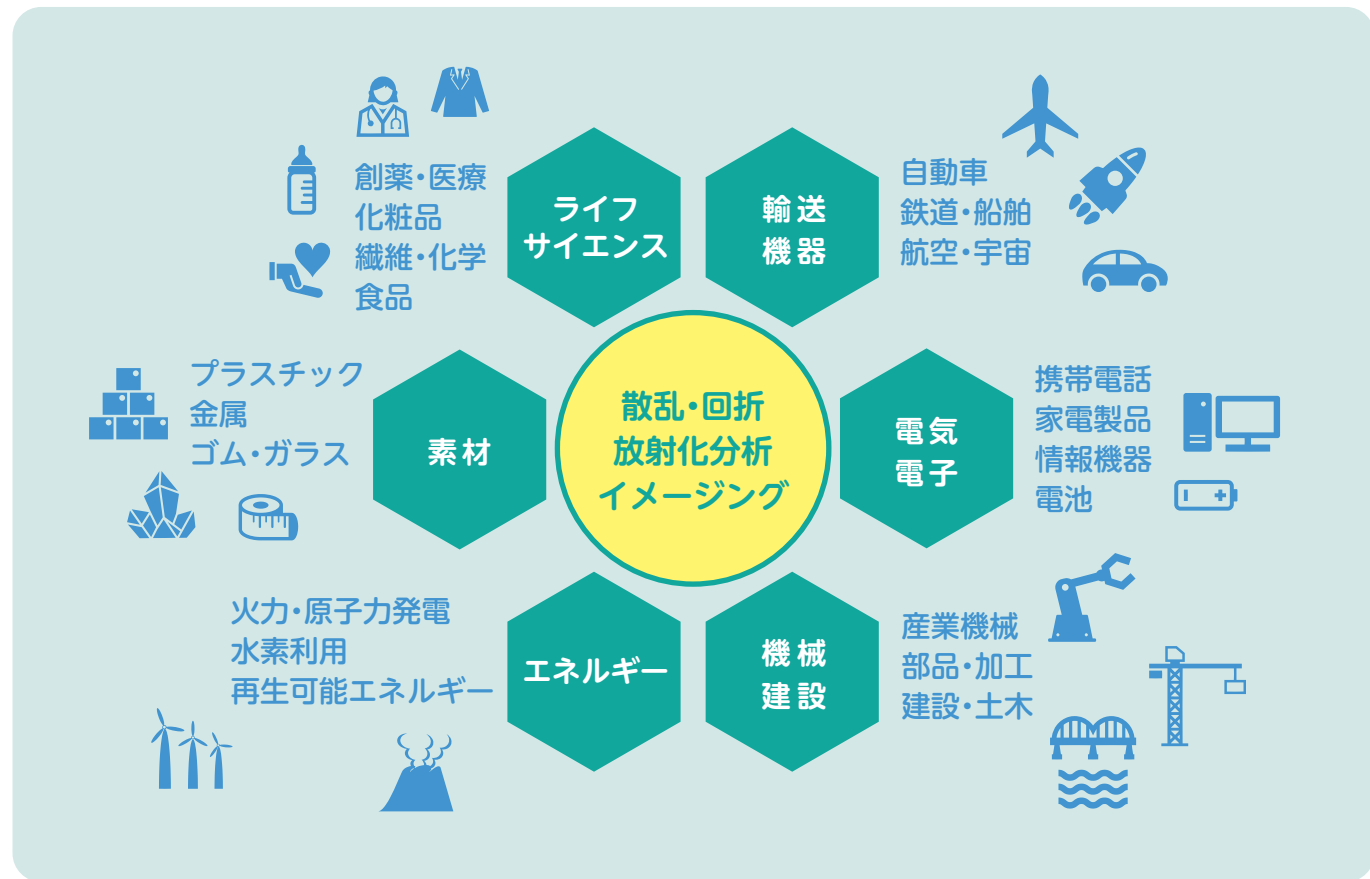 創薬・医療
化粧品
繊維・化学
食品
ライフ
サイエンス
輸送
機器
自動車
鉄道・船舶
航空・宇宙
プラスチック
金属
ゴム・ガラス
素材
散乱・回折
放射化分析
イメージング
電気
電子
携帯電話
家電製品
情報機器
電池
火力・原子力発電
水素利用
再生可能エネルギー
エネルギー
機械
建設
産業機械
部品・加工
建設・土木